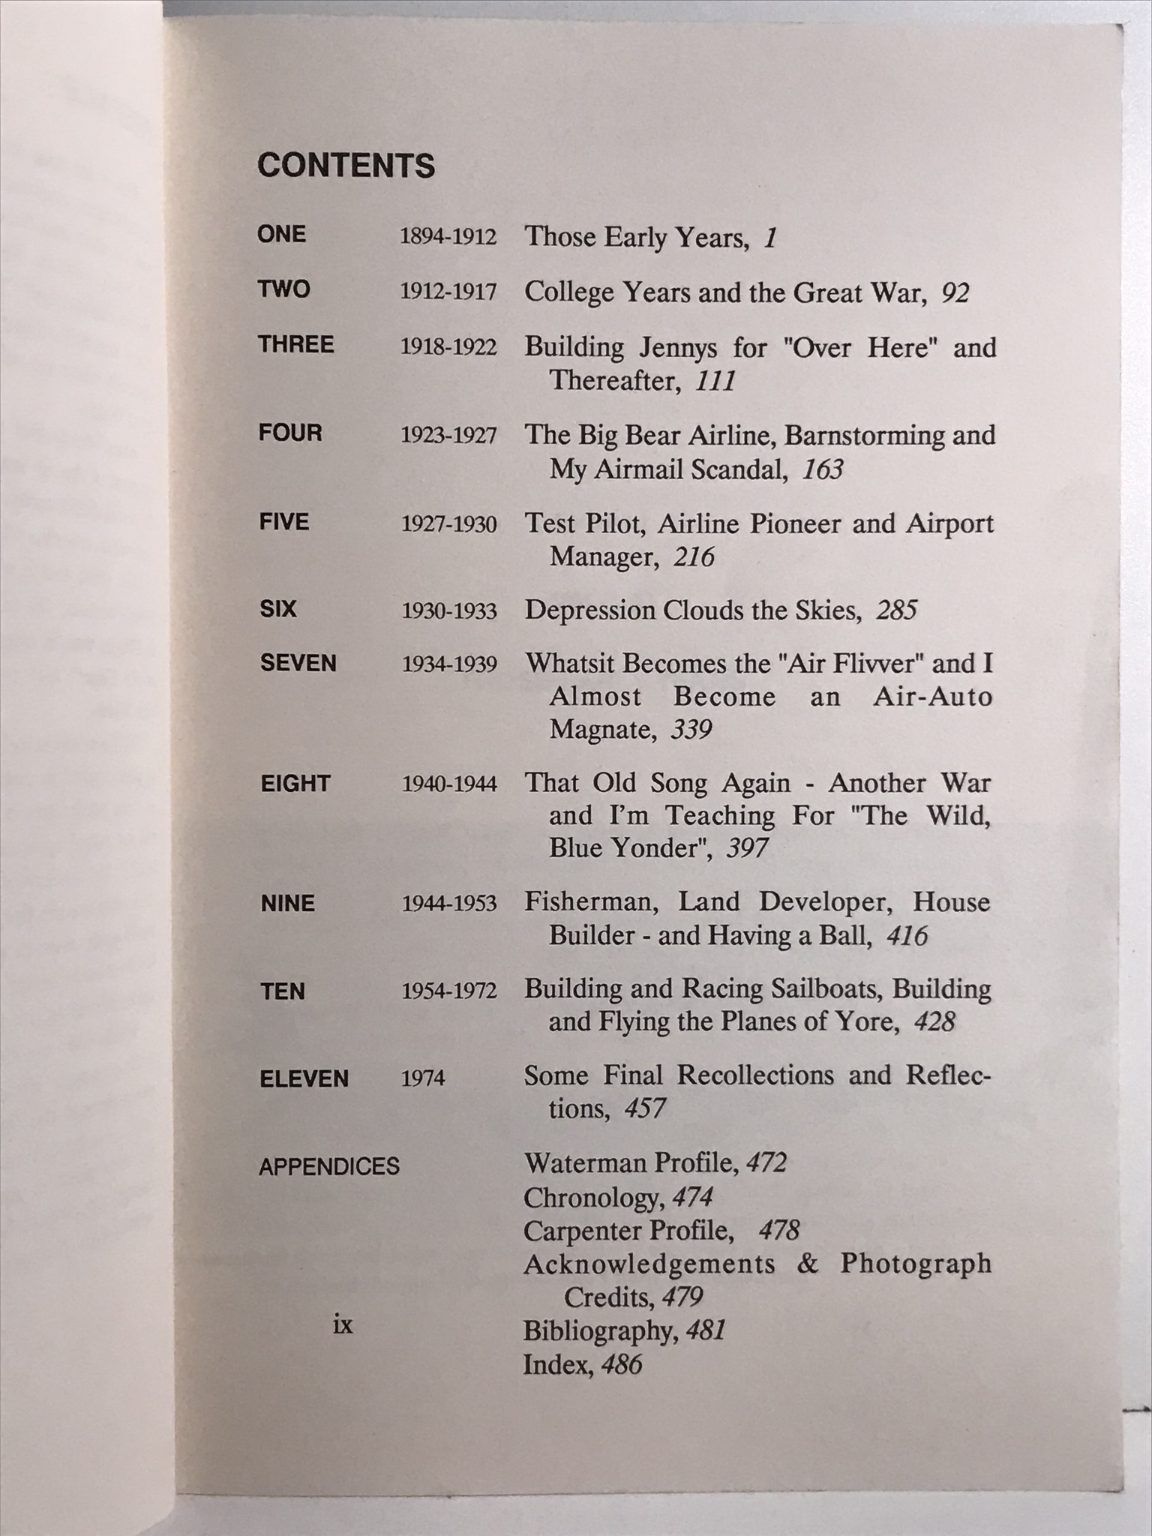 CONTENTS
ONE 1894-1912 Those Early Years, 1
TWO 1912-1917 College Years and the Great War, 92
THREE 1918-1922 Building Jennys for "Over Here" and
Thereafter, 111
FOUR 1923-1927 The Big Bear Airline, Barnstorming and
My Airmail Scandal, 163
FIVE 1927-1930 Test Pilot, Airline Pioneer and Airport
Manager, 216
SIX 1930-1933 Depression Clouds the Skies, 285
SEVEN 1934-1939 Whatsit Becomes the "Air Flivver" and I
Almost Become an Air-Auto
Magnate, 339
EIGHT 1940-1944 That Old Song Again - Another War
and I'm Teaching For "The Wild,
Blue Yonder", 397
NINE 1944-1953 Fisherman, Land Developer, House
Builder - and Having a Ball, 416
TEN 1954-1972 Building and Racing Sailboats, Building
and Flying the Planes of Yore, 428
ELEVEN 1974 Some Final Recollections and Reflec-
tions, 457
APPENDICES Waterman Profile, 472
Chronology, 474
Carpenter Profile, 478
Acknowledgements & Photograph
Credits, 479
Bibliography, 481
Index, 486
ix